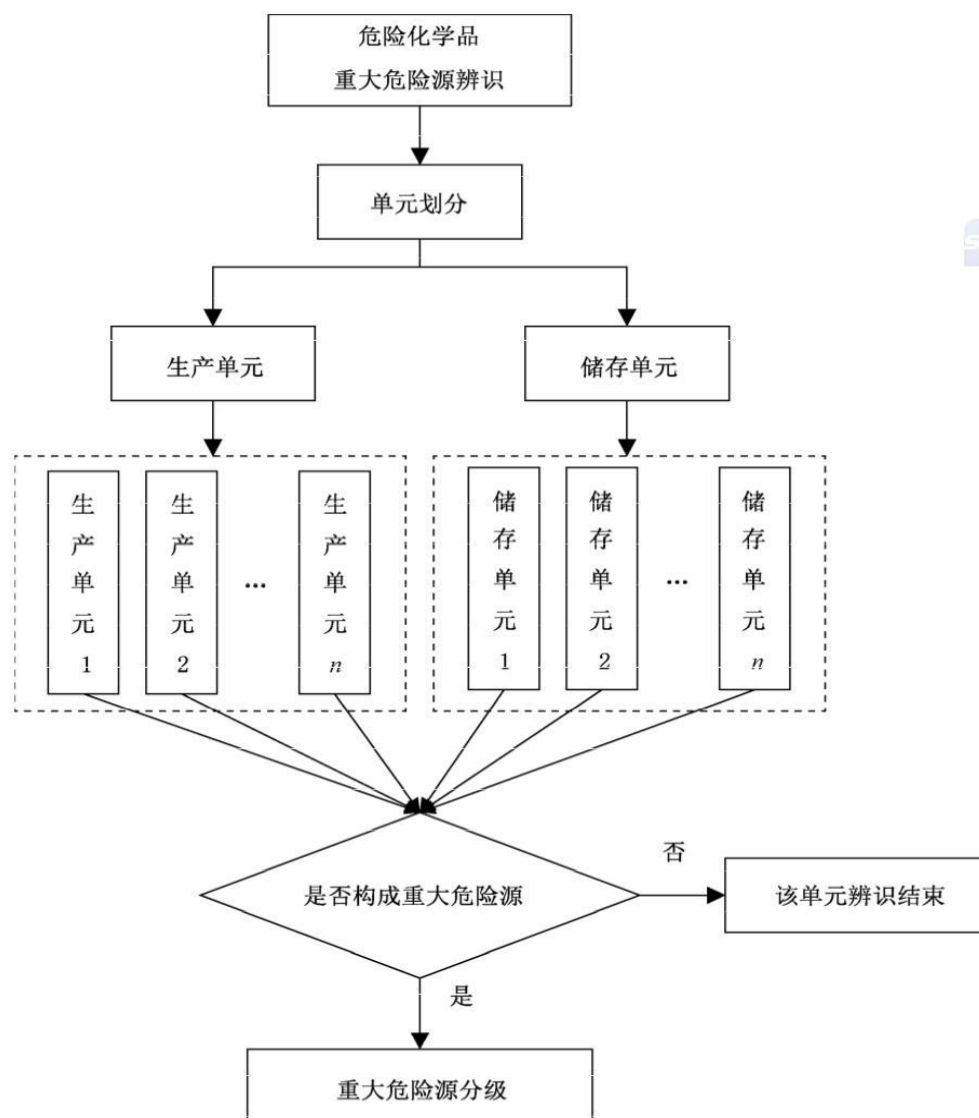 危险化学品
重大危险源辨识
单元划分
生产单元
储存单元
生产单元1
生产单元2
...
生产单元n
储存单元1
储存单元2
...
储存单元n
是否构成重大危险源
否
该单元辨识结束
是
重大危险源分级